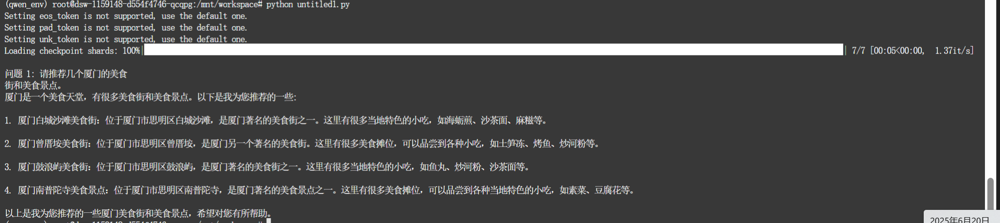 (qwen_env) root@dsw-1159148-d554f4746-qcqpg:/mnt/workspace# python untitled1.py
Setting eos_token is not supported, use the default one.
Setting pad_token is not supported, use the default one.
Setting unk_token is not supported, use the default one.
Loading checkpoint shards: 100%| | 7/7 [00:05<00:00, 1.37it/s]
问题 1: 请推荐几个厦门的美食
街和美食景点。
厦门是一个美食天堂，有很多美食街和美食景点。以下是我为您推荐的一些:
1. 厦门白城沙滩美食街：位于厦门市思明区白城沙滩，是厦门著名的美食街之一。这里有很多当地特色的小吃，如海蛎煎、沙茶面、麻糍等。
2. 厦门曾厝垵美食街：位于厦门市思明区曾厝垵，是厦门另一个著名的美食街。这里有很多美食摊位，可以品尝到各种小吃，如土笋冻、烤鱼、炒河粉等。
3. 厦门鼓浪屿美食街：位于厦门市思明区鼓浪屿，是厦门著名的美食街之一。这里有很多当地特色的小吃，如鱼丸、炒河粉、沙茶面等。
4. 厦门南普陀寺美食景点：位于厦门市思明区南普陀寺，是厦门著名的美食景点之一。这里有很多美食摊位，可以品尝到各种当地特色的小吃，如素菜、豆腐花等。
以上是我为您推荐的一些厦门美食街和美食景点，希望对您有所帮助。
2025年6月20日